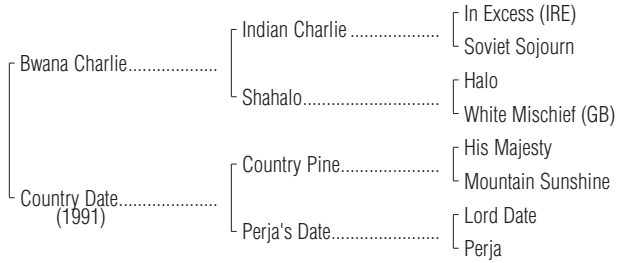 In Excess (IRE)
Indian Charlie ....................
Soviet Sojourn
Bwana Charlie....................
Halo
Shahalo..............................
White Mischief (GB)
His Majesty
Country Pine.......................
Mountain Sunshine
Country Date......................
(1991)
Lord Date
Perja's Date........................
Perja